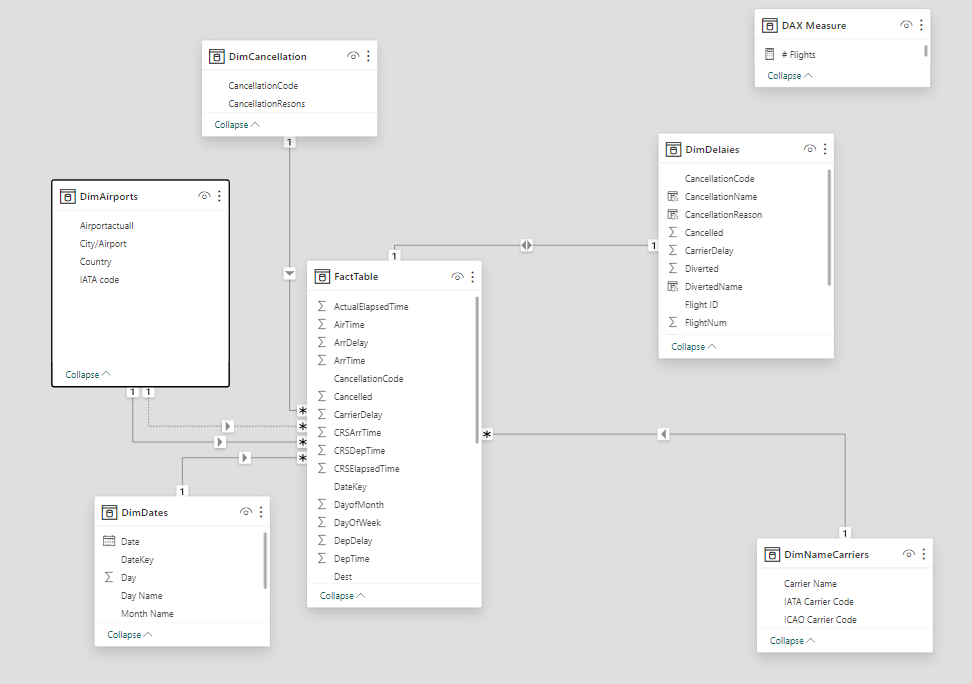 DAX Measure
# Flights
Collapse
DimCancellation
CancellationCode
CancellationResons
Collapse
1
DimDelaies
CancellationCode
CancellationName
CancellationReason
Cancelled
CarrierDelay
Diverted
DivertedName
Flight ID
FlightNum
Collapse
1
1
DimAirports
Airportactuall
City/Airport
Country
IATA code
Collapse
1 1
FactTable
ActualElapsedTime
AirTime
ArrDelay
ArrTime
CancellationCode
Cancelled
CarrierDelay
CRSArrTime
CRSDepTime
CRSElapsedTime
DateKey
DayofMonth
DayOfWeek
DepDelay
DepTime
Dest
Collapse
*
*
*
*
*
1
DimDates
Date
DateKey
Day
Day Name
Month Name
Collapse
1
DimNameCarriers
Carrier Name
IATA Carrier Code
ICAO Carrier Code
Collapse